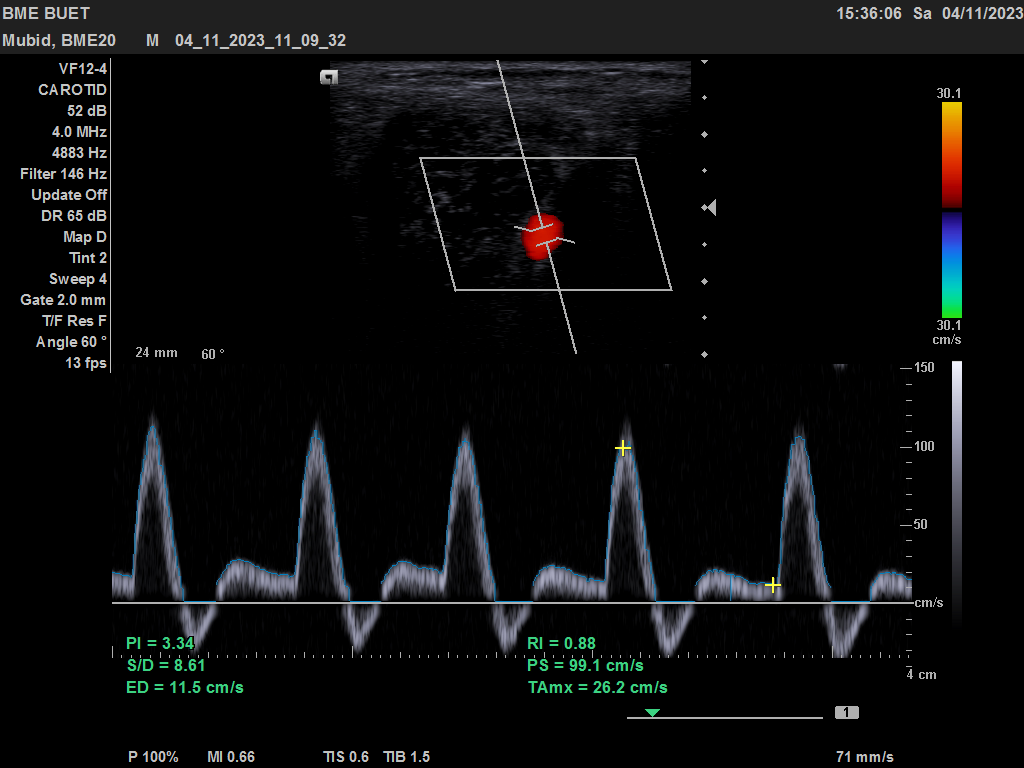 BME BUET 15:36:06 Sa 04/11/2023
Mubid, BME20 M 04_11_2023_11_09_32
VF12-4
CAROTID
52 dB
4.0 MHz
4883 Hz
Filter 146 Hz
Update Off
DR 65 dB
Map D
Tint 2
Sweep 4
Gate 2.0 mm
T/F Res F
Angle 60 °
13 fps
24 mm 60 °
30.1
30.1
cm/s
150
100
50
cm/s
4 cm
PI = 3.34
S/D = 8.61
ED = 11.5 cm/s
RI = 0.88
PS = 99.1 cm/s
TAmx = 26.2 cm/s
1
P 100% MI 0.66 TIS 0.6 TIB 1.5 71 mm/s